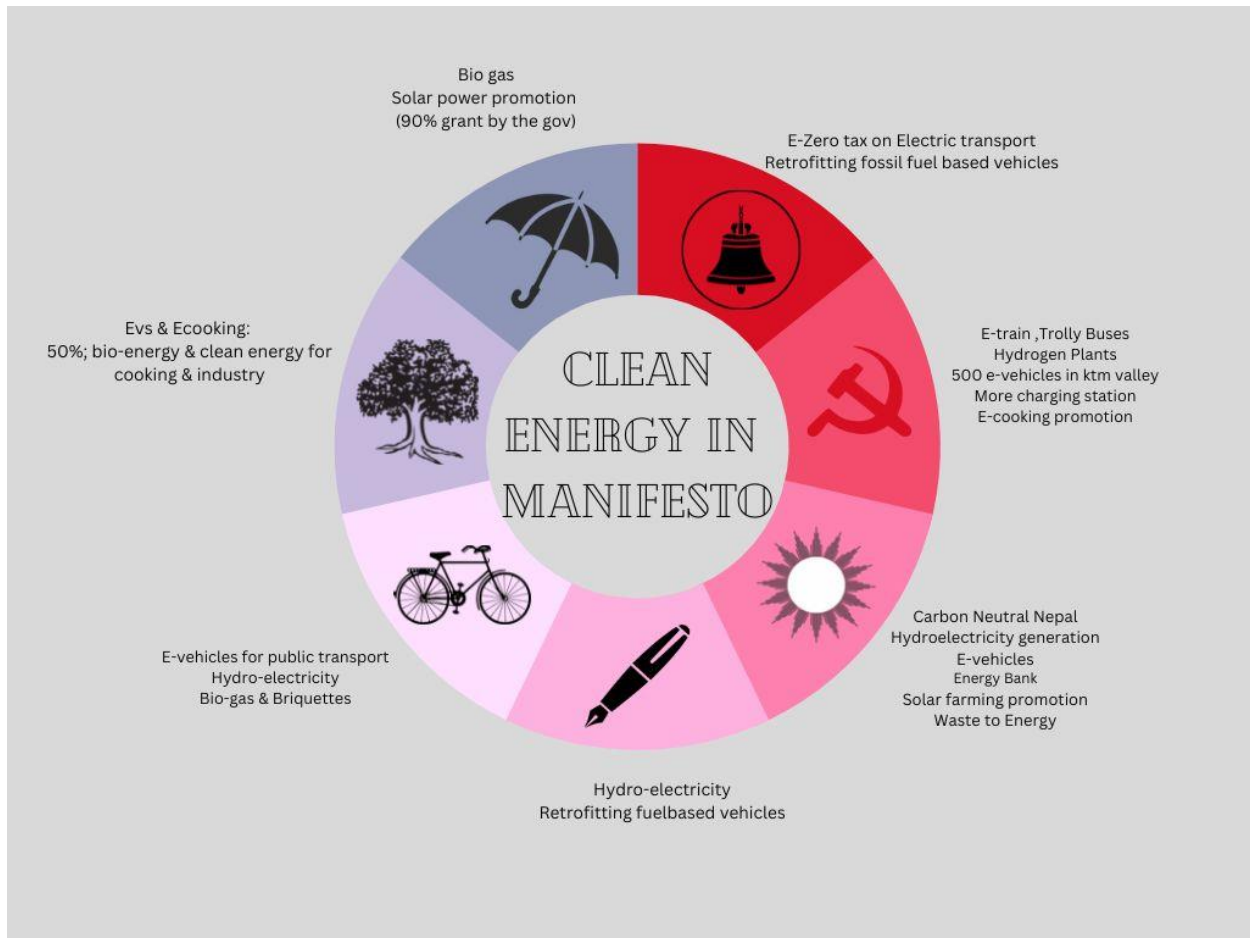 Bio gas
Solar power promotion
(90% grant by the gov)
E-Zero tax on Electric transport
Retrofitting fossil fuel based vehicles
Evs & Ecooking:
50%; bio-energy & clean energy for
cooking & industry
CLEAN
ENERGY IN
MANIFESTO
E-train ,Trolly Buses
Hydrogen Plants
500 e-vehicles in ktm valley
More charging station
E-cooking promotion
E-vehicles for public transport
Hydro-electricity
Bio-gas & Briquettes
Carbon Neutral Nepal
Hydroelectricity generation
E-vehicles
Energy Bank
Solar farming promotion
Waste to Energy
Hydro-electricity
Retrofitting fuelbased vehicles